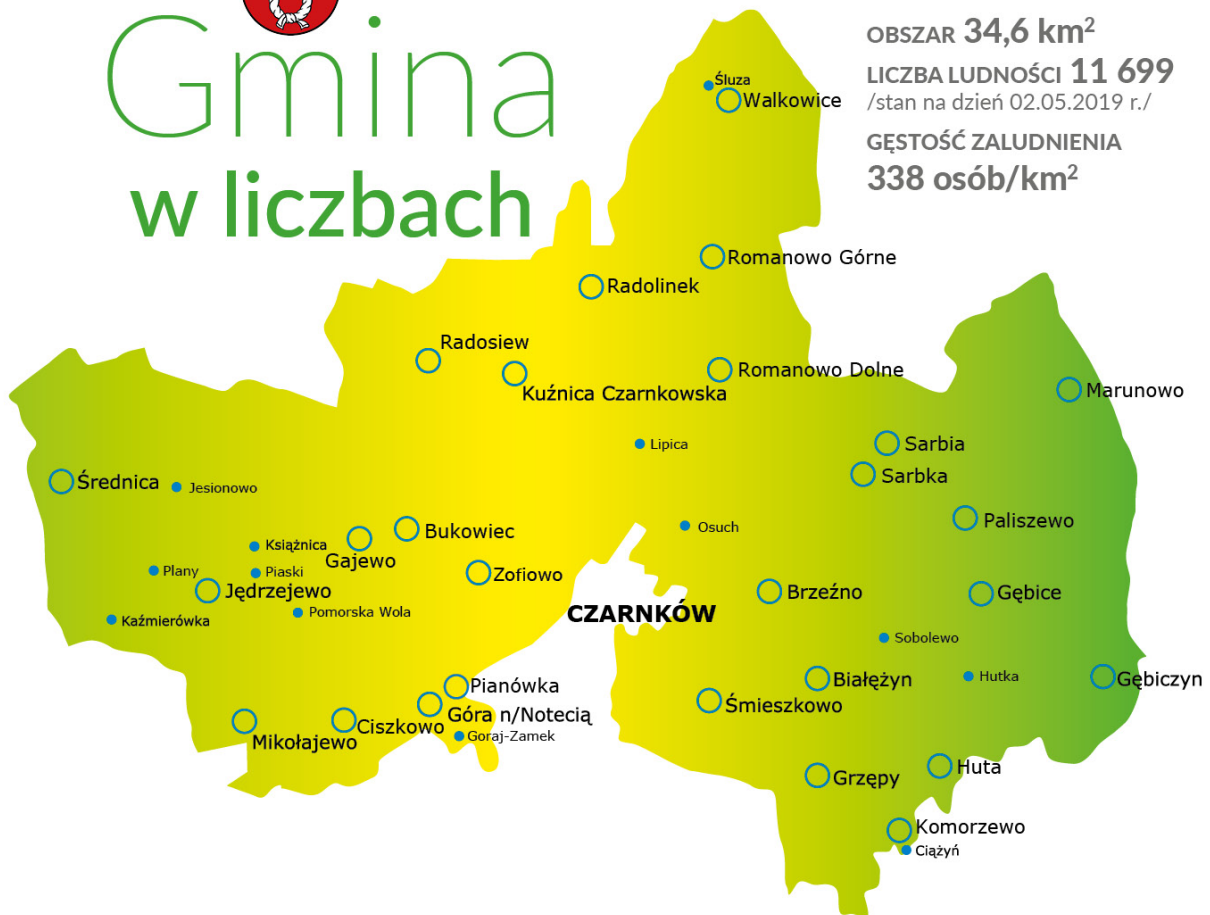 Gmina
w liczbach
OBSZAR 34,6 km²
LICZBA LUDNOŚCI 11 699
/stan na dzień 02.05.2019 r./
GĘSTOŚĆ ZALUDNIENIA
338 osób/km²
Śluza
Walkowice
Romanowo Górne
Radolinek
Radosiew
Kuźnica Czarnkowska
Romanowo Dolne
Marunowo
Lipica
Sarbia
Sarbka
Średnica
Jesionowo
Paliszewo
Osuch
Bukowiec
Książnica
Gajewo
Plany
Piaski
Zofiowo
Jędrzejewo
Brzeźno
Gębice
Pomorska Wola
CZARNKÓW
Kaźmierówka
Sobolewo
Hutka
Gębiczyn
Białężyn
Pianówka
Śmieszkowo
Góra n/Notecią
Ciszkowo
Goraj-Zamek
Mikołajewo
Huta
Grzępy
Komorzewo
Ciążyń